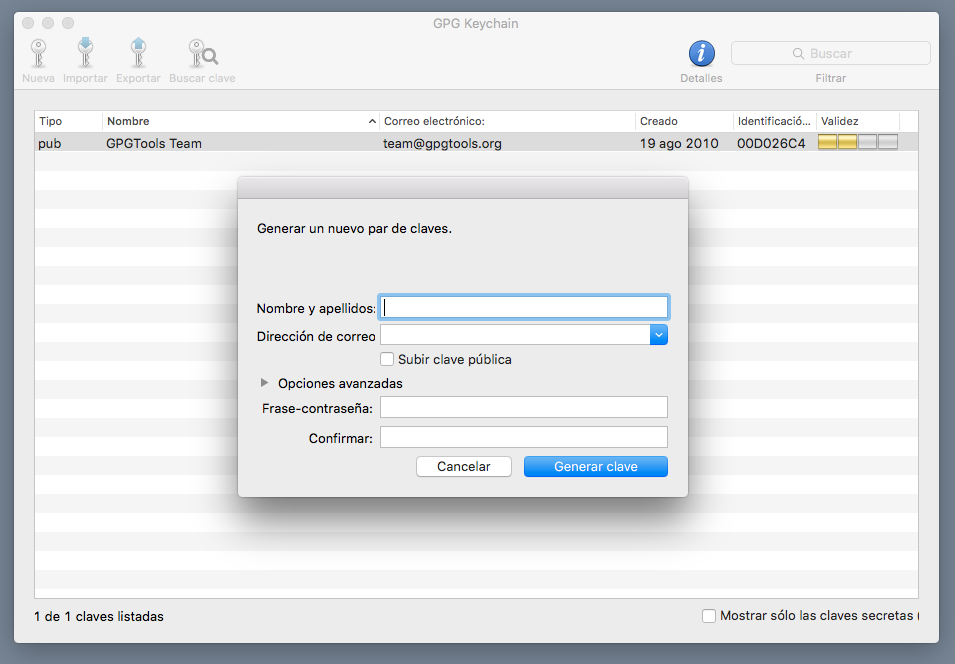 GPG Keychain
Nueva Importar Exportar Buscar clave Detalles Buscar
Filtrar
Tipo Nombre Correo electrónico: Creado Identificació... Validez
pub GPGTools Team team@gpgtools.org 19 ago 2010 00D026C4
Generar un nuevo par de claves.
Nombre y apellidos:
Dirección de correo
Subir clave pública
Opciones avanzadas
Frase-contraseña:
Confirmar:
Cancelar Generar clave
1 de 1 claves listadas Mostrar sólo las claves secretas (